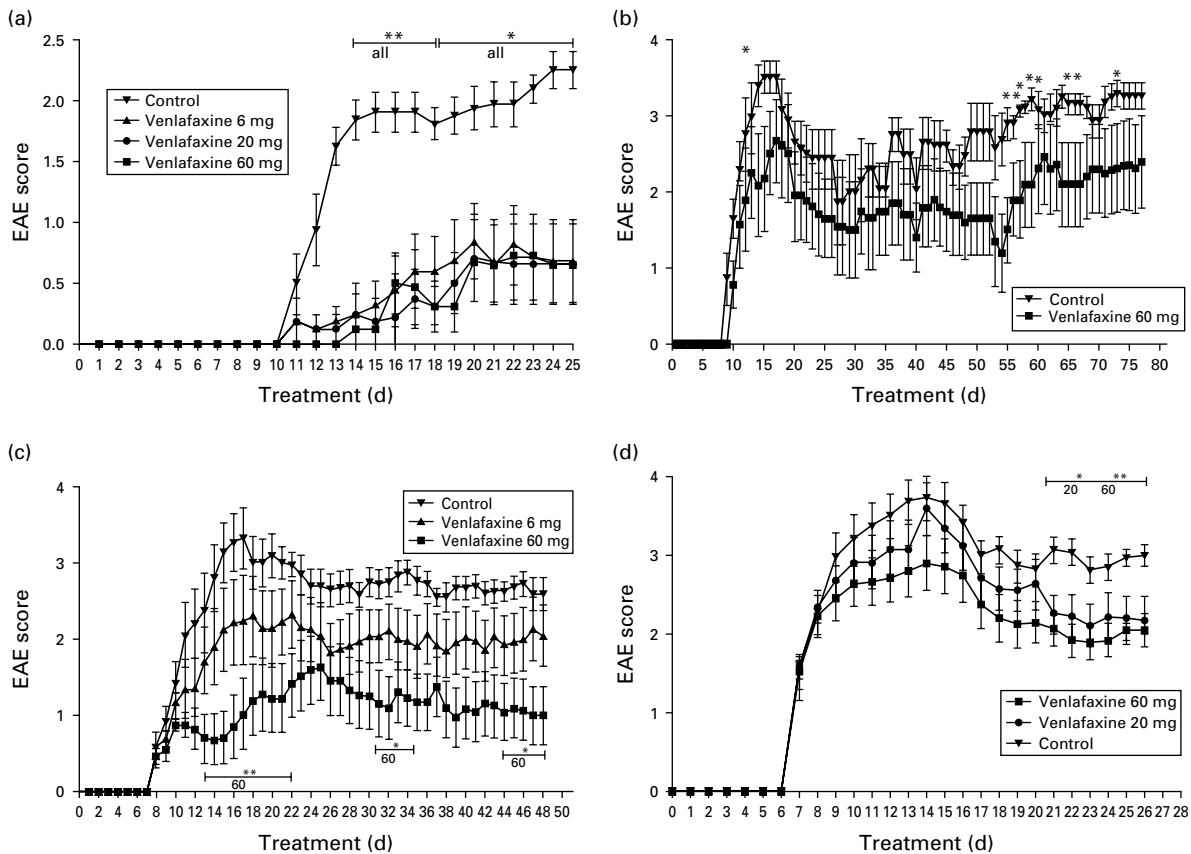 (a)
2.5
2.0
1.5
1.0
0.5
0.0
EAE score
** *
all all
Control
Venlafaxine 6 mg
Venlafaxine 20 mg
Venlafaxine 60 mg
0 1 2 3 4 5 6 7 8 9 10 11 12 13 14 15 16 17 18 19 20 21 22 23 24 25
Treatment (d)
(b)
4
3
2
1
0
EAE score
* ** ** * * * ** *
Control
Venlafaxine 60 mg
0 5 10 15 20 25 30 35 40 45 50 55 60 65 70 75 80
Treatment (d)
(c)
4
3
2
1
0
EAE score
Control
Venlafaxine 6 mg
Venlafaxine 60 mg
**
60
*
60
*
60
0 2 4 6 8 10 12 14 16 18 20 22 24 26 28 30 32 34 36 38 40 42 44 46 48 50
Treatment (d)
(d)
4
3
2
1
0
EAE score
* **
20 60
Venlafaxine 60 mg
Venlafaxine 20 mg
Control
0 1 2 3 4 5 6 7 8 9 10 11 12 13 14 15 16 17 18 19 20 21 22 23 24 25 26 27 28
Treatment (d)